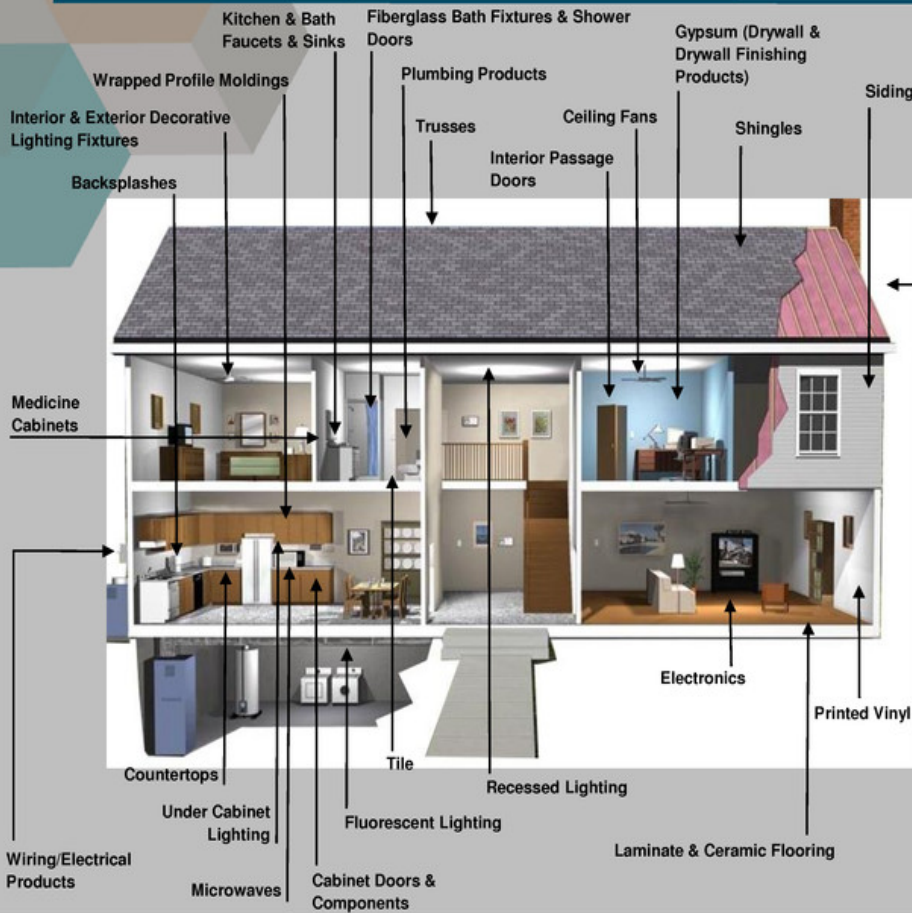 Kitchen & Bath
Faucets & Sinks
Fiberglass Bath Fixtures & Shower
Doors
Gypsum (Drywall &
Drywall Finishing
Products)
Wrapped Profile Moldings
Plumbing Products
Siding
Interior & Exterior Decorative
Lighting Fixtures
Trusses
Ceiling Fans
Shingles
Interior Passage
Doors
Backsplashes
Medicine
Cabinets
Electronics
Printed Vinyl
Tile
Countertops
Recessed Lighting
Under Cabinet
Lighting
Fluorescent Lighting
Laminate & Ceramic Flooring
Wiring/Electrical
Products
Microwaves
Cabinet Doors &
Components